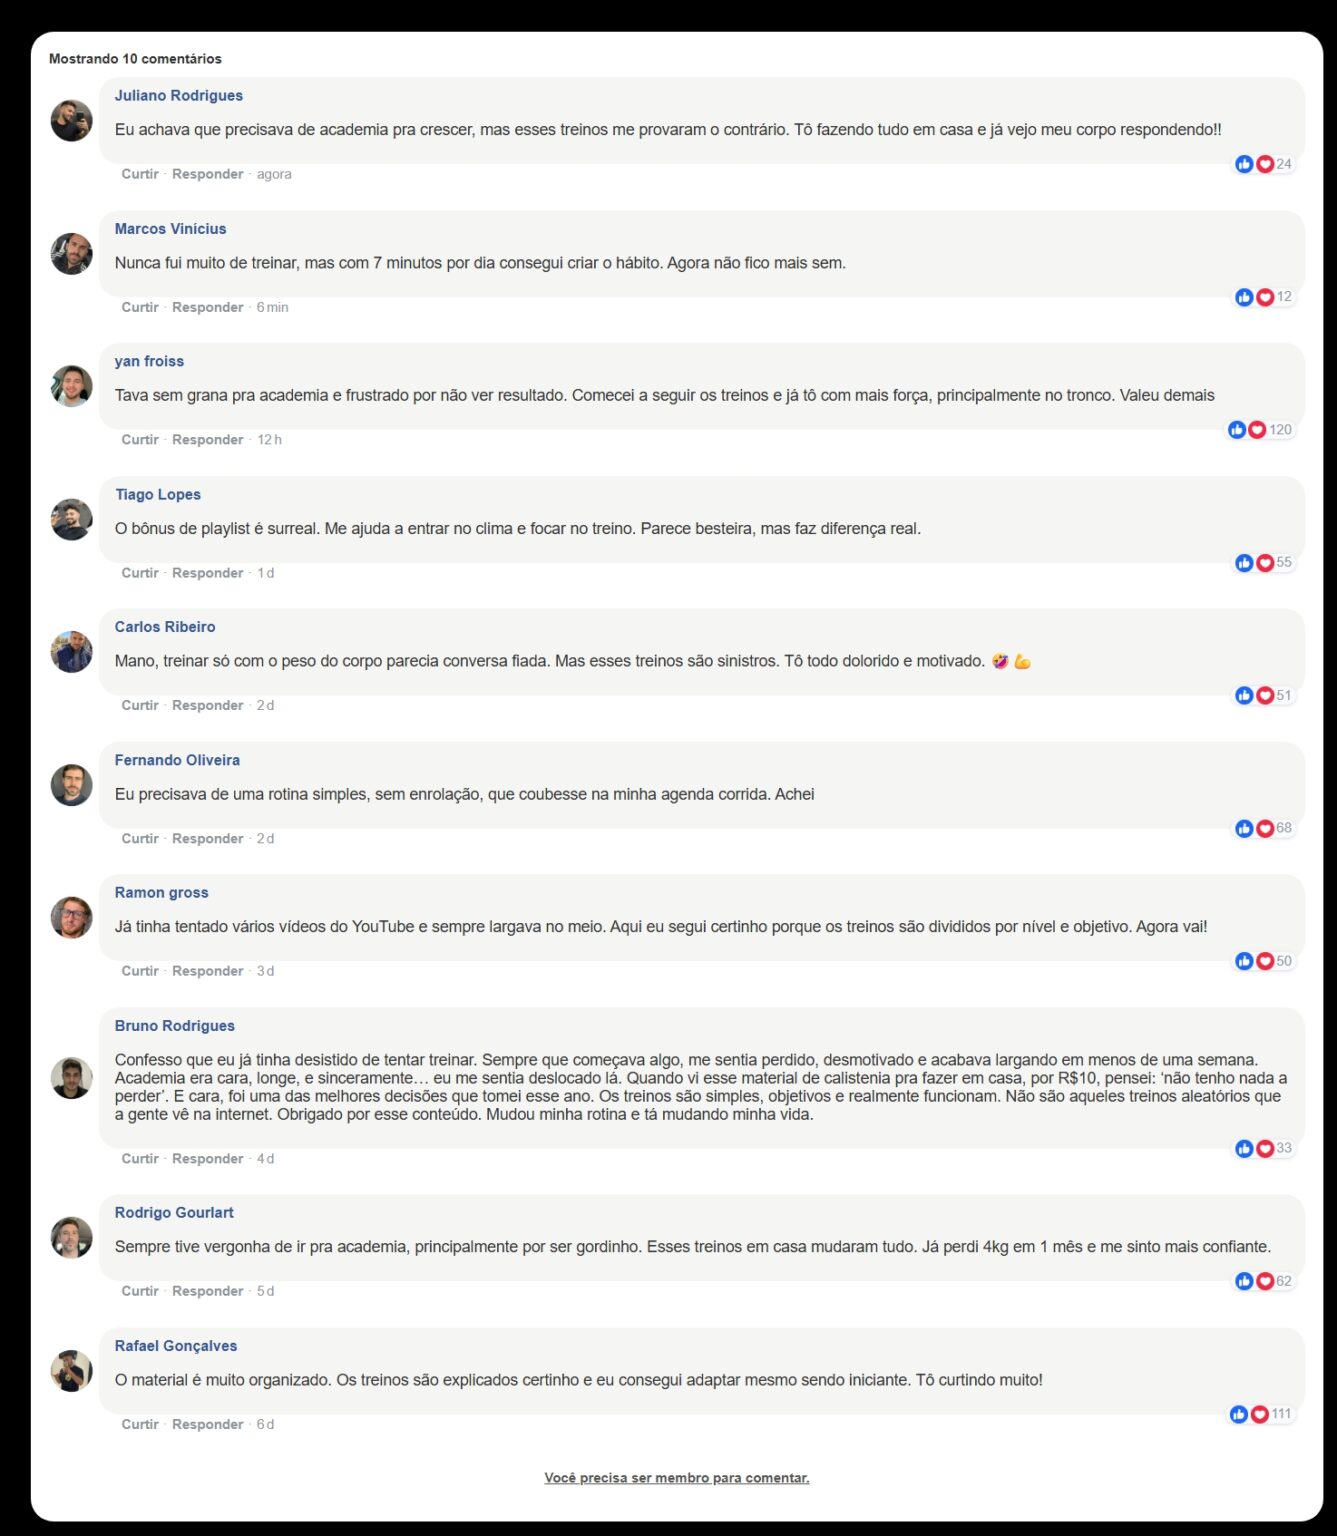 Mostrando 10 comentários
Juliano Rodrigues
Eu achava que precisava de academia pra crescer, mas esses treinos me provaram o contrário. Tô fazendo tudo em casa e já vejo meu corpo respondendo!!
24
Curtir · Responder · agora
Marcos Vinícius
Nunca fui muito de treinar, mas com 7 minutos por dia consegui criar o hábito. Agora não fico mais sem.
12
Curtir · Responder · 6 min
yan froiss
Tava sem grana pra academia e frustrado por não ver resultado. Comecei a seguir os treinos e já tô com mais força, principalmente no tronco. Valeu demais
120
Curtir · Responder · 12 h
Tiago Lopes
O bônus de playlist é surreal. Me ajuda a entrar no clima e focar no treino. Parece besteira, mas faz diferença real.
55
Curtir · Responder · 1 d
Carlos Ribeiro
Mano, treinar só com o peso do corpo parecia conversa fiada. Mas esses treinos são sinistros. Tô todo dolorido e motivado. 🤣 💪
51
Curtir · Responder · 2 d
Fernando Oliveira
Eu precisava de uma rotina simples, sem enrolação, que coubesse na minha agenda corrida. Achei
68
Curtir · Responder · 2 d
Ramon gross
Já tinha tentado vários vídeos do YouTube e sempre largava no meio. Aqui eu segui certinho porque os treinos são divididos por nível e objetivo. Agora vai!
50
Curtir · Responder · 3 d
Bruno Rodrigues
Confesso que eu já tinha desistido de tentar treinar. Sempre que começava algo, me sentia perdido, desmotivado e acabava largando em menos de uma semana.
Academia era cara, longe, e sinceramente… eu me sentia deslocado lá. Quando vi esse material de calistenia pra fazer em casa, por R$10, pensei: ‘não tenho nada a
perder’. E cara, foi uma das melhores decisões que tomei esse ano. Os treinos são simples, objetivos e realmente funcionam. Não são aqueles treinos aleatórios que
a gente vê na internet. Obrigado por esse conteúdo. Mudou minha rotina e tá mudando minha vida.
33
Curtir · Responder · 4 d
Rodrigo Gourlart
Sempre tive vergonha de ir pra academia, principalmente por ser gordinho. Esses treinos em casa mudaram tudo. Já perdi 4kg em 1 mês e me sinto mais confiante.
62
Curtir · Responder · 5 d
Rafael Gonçalves
O material é muito organizado. Os treinos são explicados certinho e eu consegui adaptar mesmo sendo iniciante. Tô curtindo muito!
111
Curtir · Responder · 6 d
Você precisa ser membro para comentar.